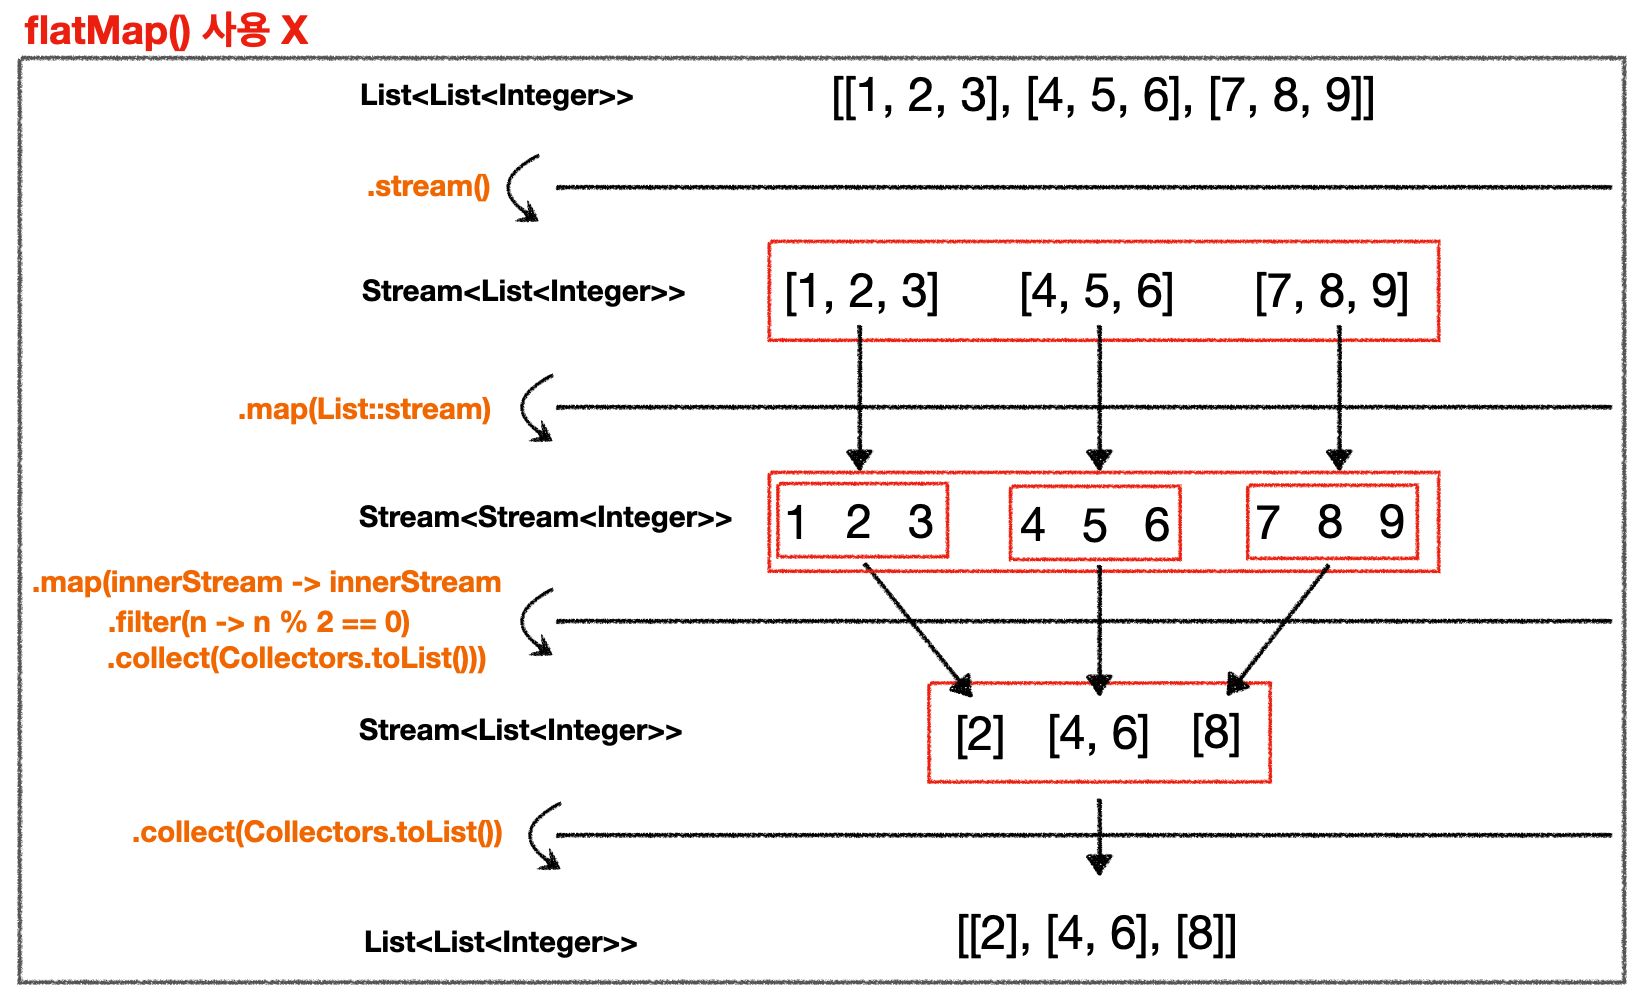 flatMap() 사용 X
List<List<Integer>>
[[1, 2, 3], [4, 5, 6], [7, 8, 9]]
.stream()
Stream<List<Integer>>
[1, 2, 3] [4, 5, 6] [7, 8, 9]
.map(List::stream)
Stream<Stream<Integer>>
1 2 3 4 5 6 7 8 9
.map(innerStream -> innerStream
.filter(n -> n % 2 == 0)
.collect(Collectors.toList()))
Stream<List<Integer>>
[2] [4, 6] [8]
.collect(Collectors.toList())
List<List<Integer>>
[[2], [4, 6], [8]]